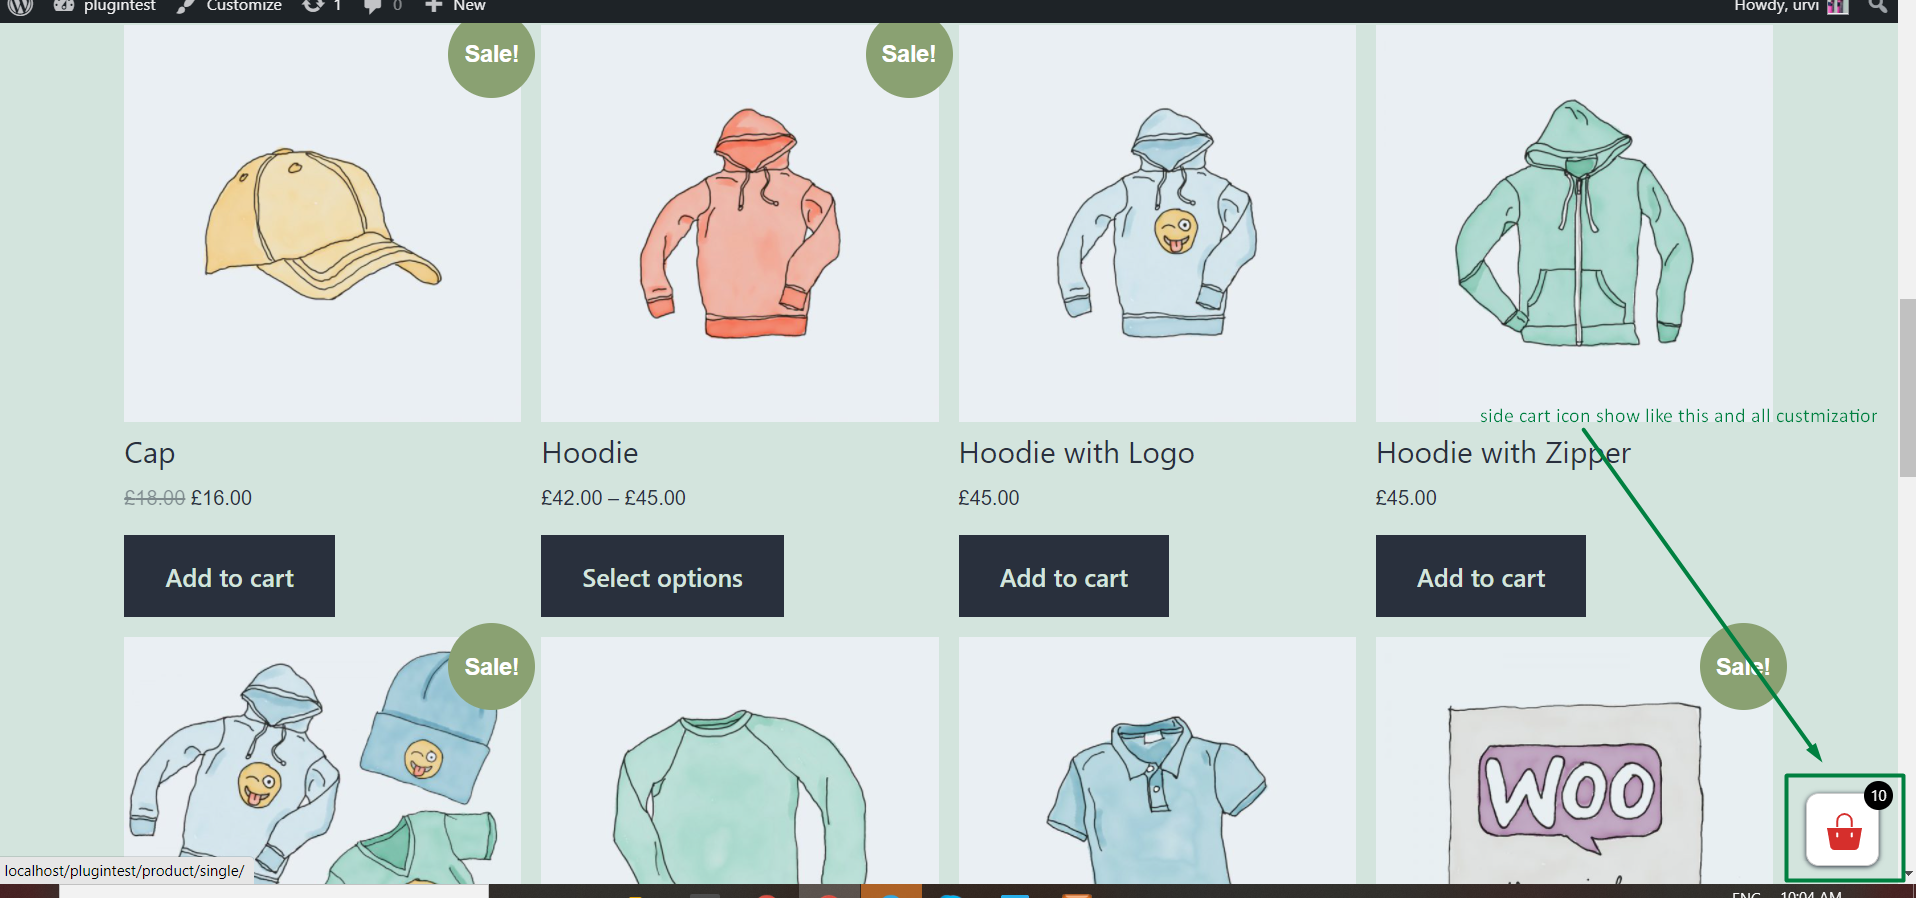 plugintest Customize 1 0 New Howdy, urvi
Sale! Sale!
side cart icon show like this and all custmization
Cap Hoodie Hoodie with Logo Hoodie with Zipper
£18.00 £16.00 £42.00 – £45.00 £45.00 £45.00
Add to cart Select options Add to cart Add to cart
Sale! Sale!
WOO
10
localhost/plugintest/product/single/
ENG 10:04 AM